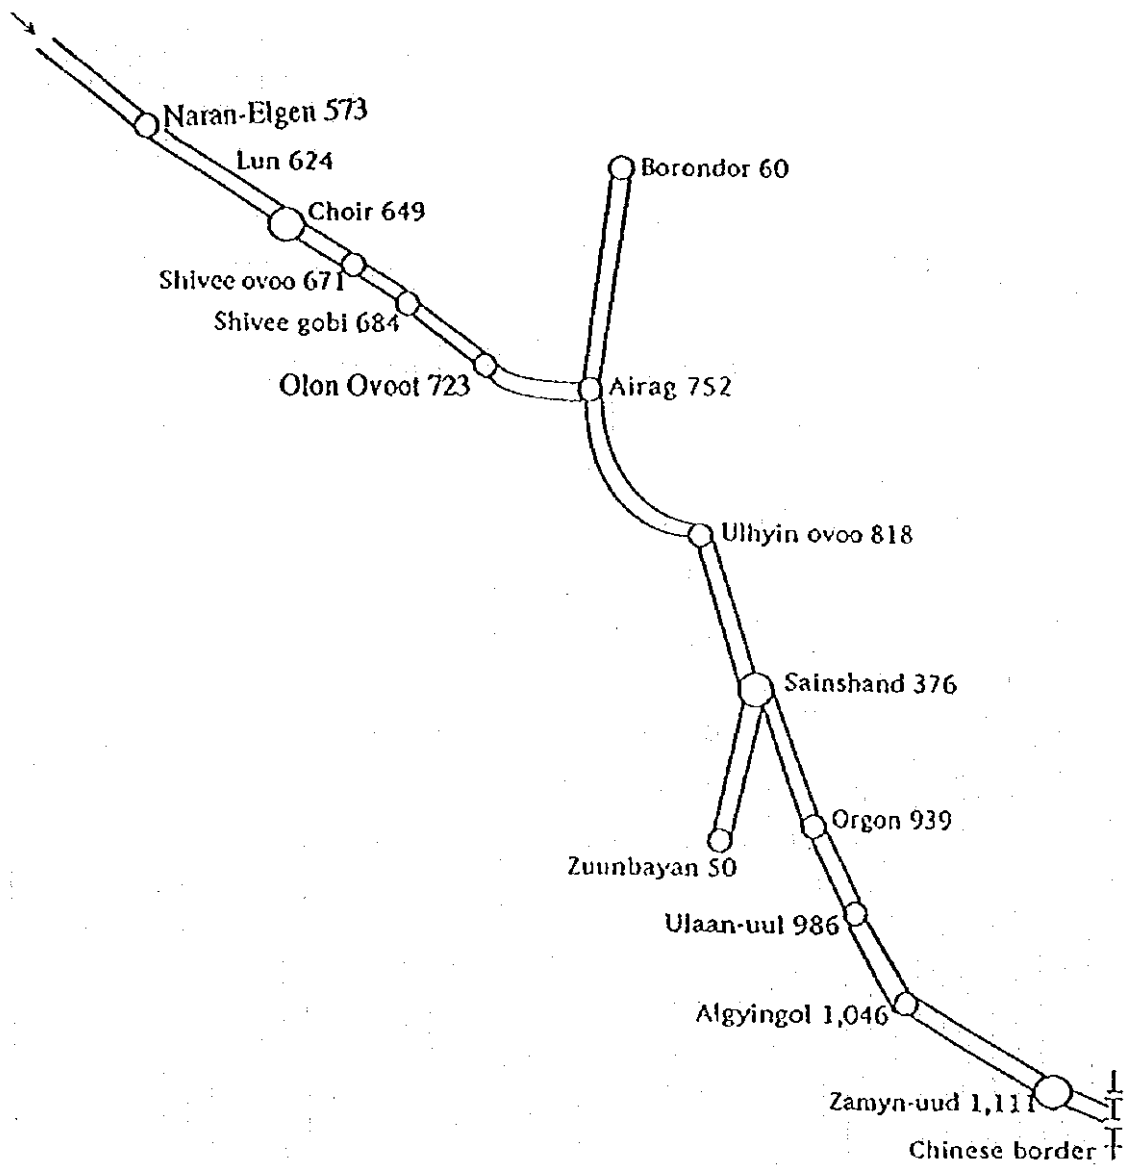 Naran-Elgen 573
Lun 624
Borondor 60
Choir 649
Shivee ovoo 671
Shivee gobi 684
Olon Ovoot 723
Airag 752
Ulhyin ovoo 818
Sainshand 376
Orgon 939
Zuunbayan 50
Ulaan-uul 986
Algyingol 1,046
Zamyn-uud 1,111
Chinese border